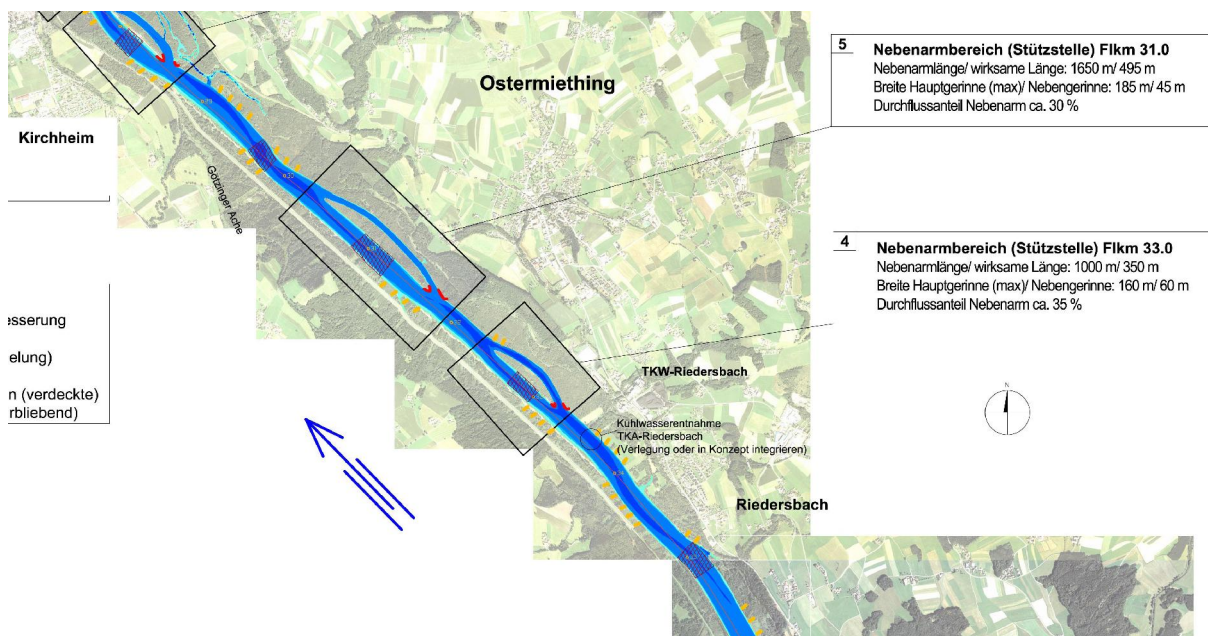 5
Nebenarmbereich (Stützstelle) Flkm 31.0
Nebenarmlänge/ wirksame Länge: 1650 m/ 495 m
Breite Hauptgerinne (max)/ Nebengerinne: 185 m/ 45 m
Durchflussanteil Nebenarm ca. 30 %
Ostermiething
Kirchheim
Götzinger Ache
4
Nebenarmbereich (Stützstelle) Flkm 33.0
Nebenarmlänge/ wirksame Länge: 1000 m/ 350 m
Breite Hauptgerinne (max)/ Nebengerinne: 160 m/ 60 m
Durchflussanteil Nebenarm ca. 35 %
esserung
elung)
n (verdeckte)
rbliebend)
TKW-Riedersbach
N
Kühlwasserentnahme
TKA-Riedersbach
(Verlegung oder in Konzept integrieren)
Riedersbach